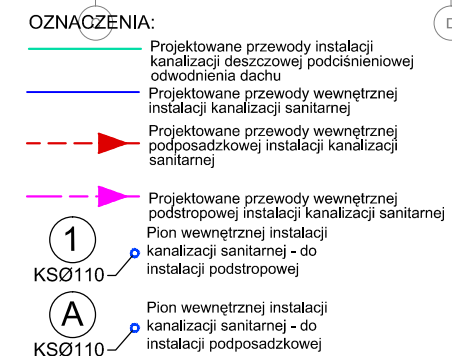 OZNACZENIA:
Projektowane przewody instalacji
kanalizacji deszczowej podciśnieniowej
odwodnienia dachu
Projektowane przewody wewnętrznej
instalacji kanalizacji sanitarnej
Projektowane przewody wewnętrznej
podposadzkowej instalacji kanalizacji
sanitarnej
Projektowane przewody wewnętrznej
podstropowej instalacji kanalizacji sanitarnej
1
KSØ110
Pion wewnętrznej instalacji
kanalizacji sanitarnej - do
instalacji podstropowej
A
KSØ110
Pion wewnętrznej instalacji
kanalizacji sanitarnej - do
instalacji podposadzkowej